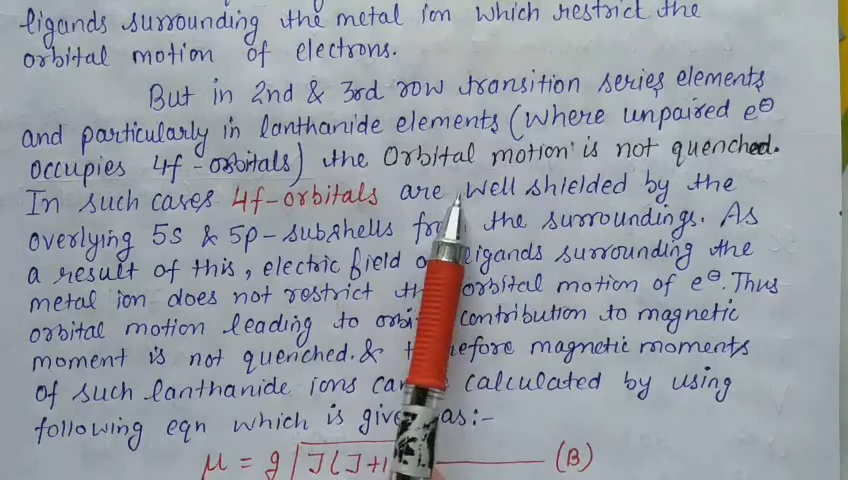 ligands surrounding the metal ion which restrict the
orbital motion of electrons.
But in 2nd & 3rd row transition series elements
and particularly in lanthanide elements (where unpaired e⊖
occupies 4f-orbitals) the orbital motion is not quenched.
In such cases 4f-orbitals are well shielded by the
overlying 5s & 5p-subshells the surroundings. As
a result of this, electric field ligands surrounding the
metal ion does not restrict orbital motion of e⊖. Thus
orbital motion leading to contribution to magnetic
moment is not quenched. & magnetic moments
of such lanthanide ions calculated by using
following eqn which is as:-
μ = g √J(J+1 (B)